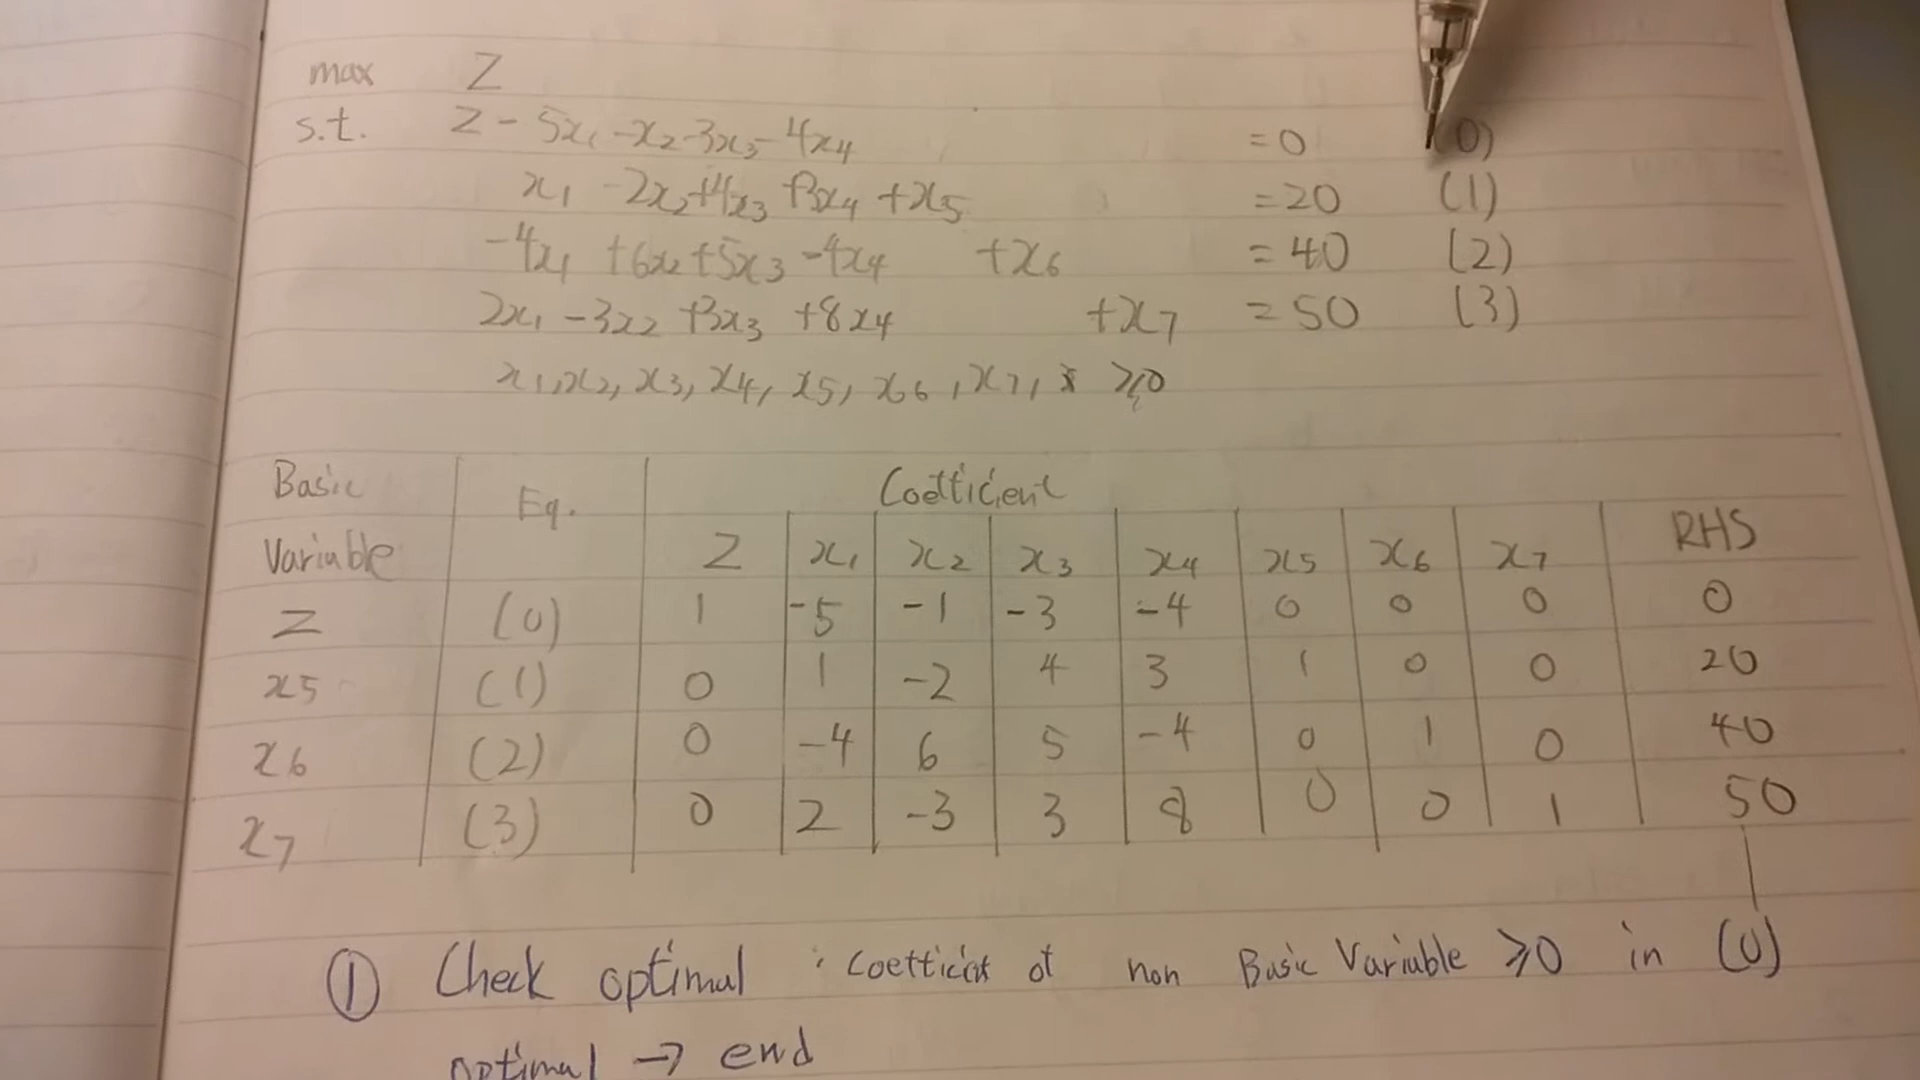 max Z
s.t. Z - 5x₁ - x₂ - 3x₃ - 4x₄ = 0 (0)
x₁ - 2x₂ + 4x₃ + 3x₄ + x₅ = 20 (1)
-4x₁ + 6x₂ + 5x₃ - 4x₄ + x₆ = 40 (2)
2x₁ - 3x₂ + 3x₃ + 8x₄ + x₇ = 50 (3)
x₁, x₂, x₃, x₄, x₅, x₆, x₇, ≥ 0
Basic Variable Eq. Coefficient RHS
Z x₁ x₂ x₃ x₄ x₅ x₆ x₇
Z (0) 1 -5 -1 -3 -4 0 0 0 0
x₅ (1) 0 1 -2 4 3 1 0 0 20
x₆ (2) 0 -4 6 5 -4 0 1 0 40
x₇ (3) 0 2 -3 3 8 0 0 1 50
① Check optimal : coefficient of non Basic Variable ≥0 in (0)
optimal → end